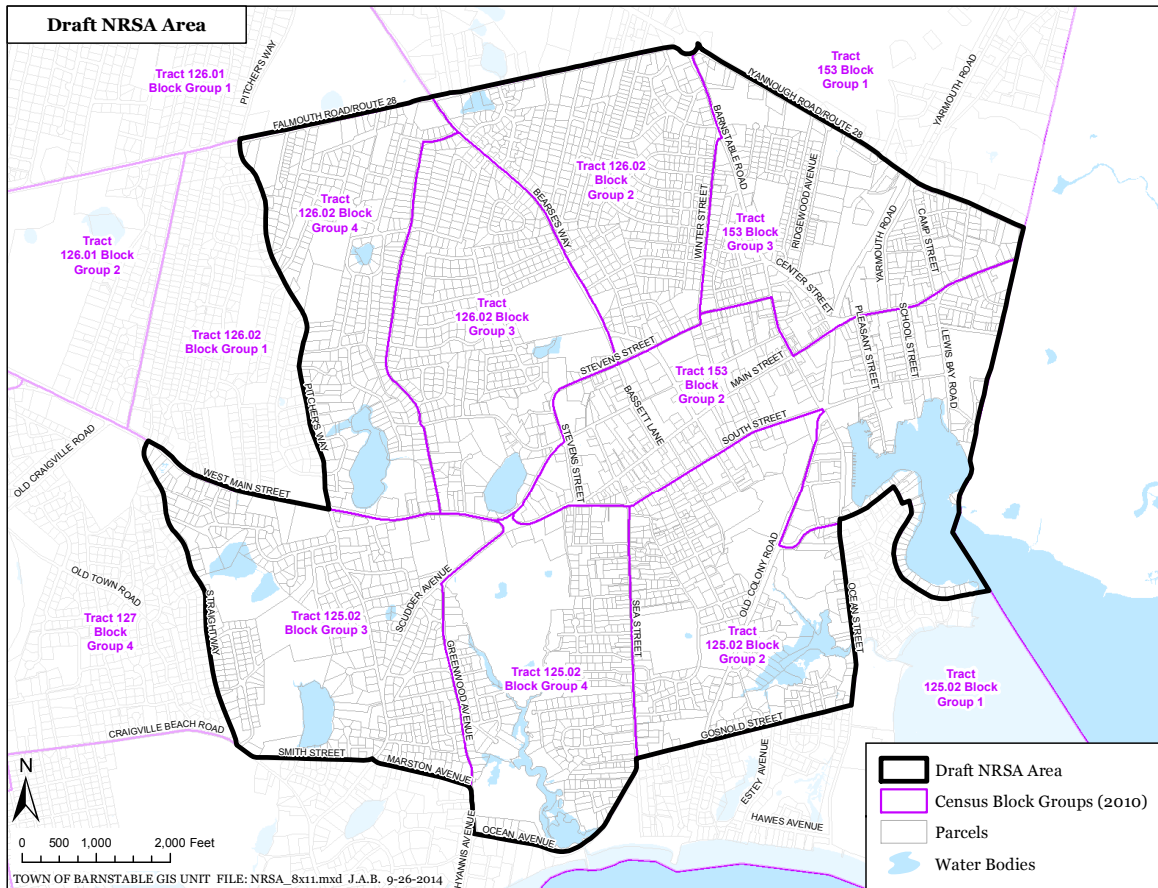 Draft NRSA Area
Tract 126.01
Block Group 1
PITCHER'S WAY
Tract
153 Block
Group 1
YARMOUTH ROAD
IYANNOUGH ROAD/ROUTE 28
FALMOUTH ROAD/ROUTE 28
BARNSTABLE ROAD
RIDGEWOOD AVENUE
Tract 126.02
Block
Group 2
BEARSE'S WAY
WINTER STREET
Tract
126.02 Block
Group 4
Tract
153 Block
Group 3
YARMOUTH ROAD
CAMP STREET
Tract
126.01 Block
Group 2
CENTER STREET
Tract
126.02 Block
Group 3
Tract 126.02
Block Group 1
PLEASANT STREET
SCHOOL STREET
LEWIS BAY ROAD
STEVENS STREET
Tract 153
Block
Group 2
MAIN STREET
BASSETT LANE
PITCHER'S WAY
SOUTH STREET
STEVENS STREET
OLD CRAIGVILLE ROAD
WEST MAIN STREET
OLD TOWN ROAD
STRAIGHTWAY
SCUDDER AVENUE
OLD COLONY ROAD
OCEAN STREET
Tract 127
Block
Group 4
Tract 125.02
Block Group 3
SEA STREET
Tract
125.02 Block
Group 2
GREENWOOD AVENUE
Tract 125.02
Block Group 4
Tract
125.02 Block
Group 1
CRAIGVILLE BEACH ROAD
GOSNOLD STREET
SMITH STREET
MARSTON AVENUE
ESTEY AVENUE
HAWES AVENUE
OCEAN AVENUE
HYANNIS AVENUE
N
0 500 1,000 2,000 Feet
TOWN OF BARNSTABLE GIS UNIT FILE: NRSA_8x11.mxd J.A.B. 9-26-2014
Draft NRSA Area
Census Block Groups (2010)
Parcels
Water Bodies